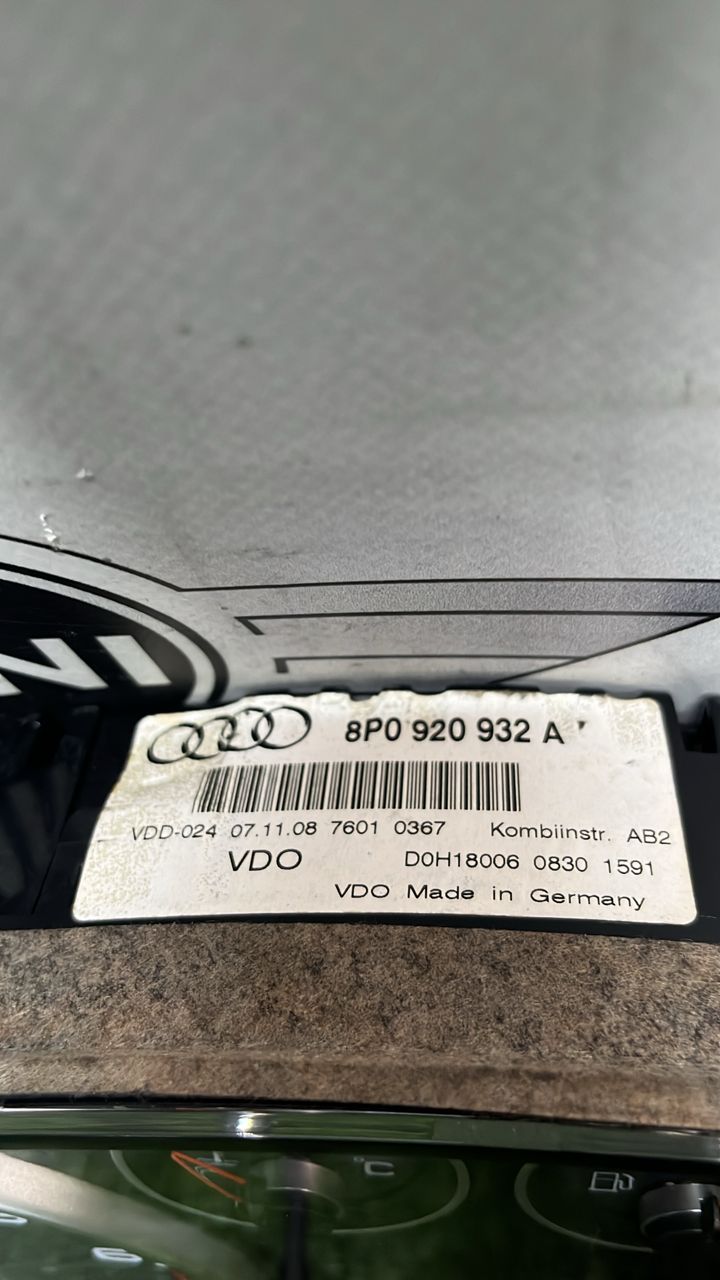 8P0 920 932 A
VDD-024 07.11.08 7601 0367 Kombiinstr. AB2
VDO D0H18006 0830 1591
VDO Made in Germany
°C